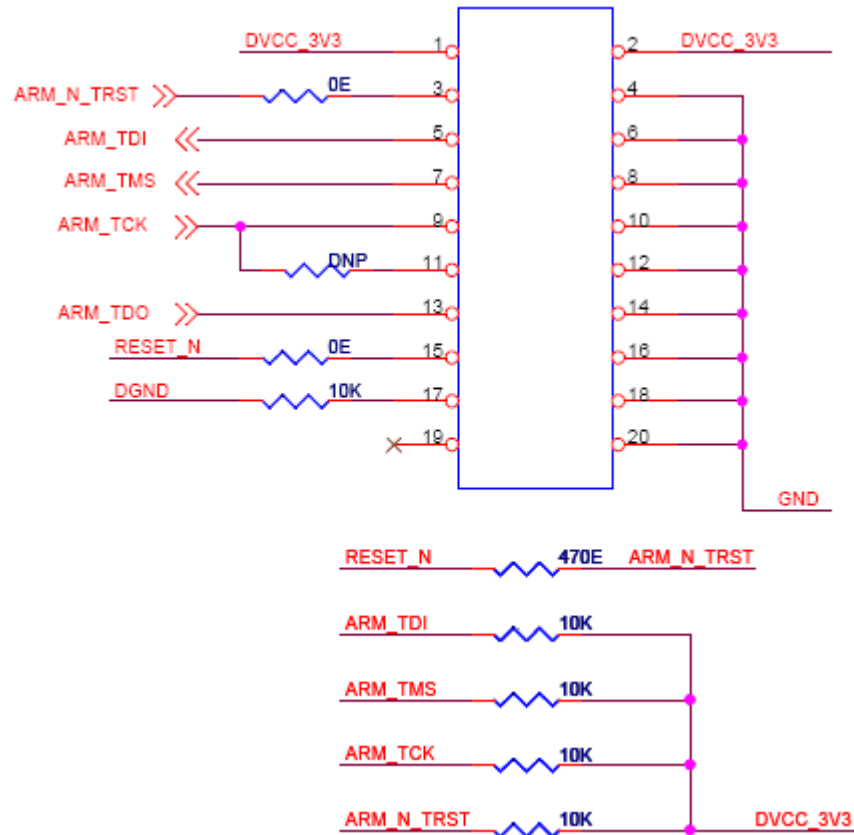 DVCC_3V3 1 2 DVCC_3V3
ARM_N_TRST 0E 3 4
ARM_TDI 5 6
ARM_TMS 7 8
ARM_TCK 9 10
DNP 11 12
ARM_TDO 13 14
RESET_N 0E 15 16
DGND 10K 17 18
19 20
GND
RESET_N 470E ARM_N_TRST
ARM_TDI 10K
ARM_TMS 10K
ARM_TCK 10K
ARM_N_TRST 10K DVCC_3V3